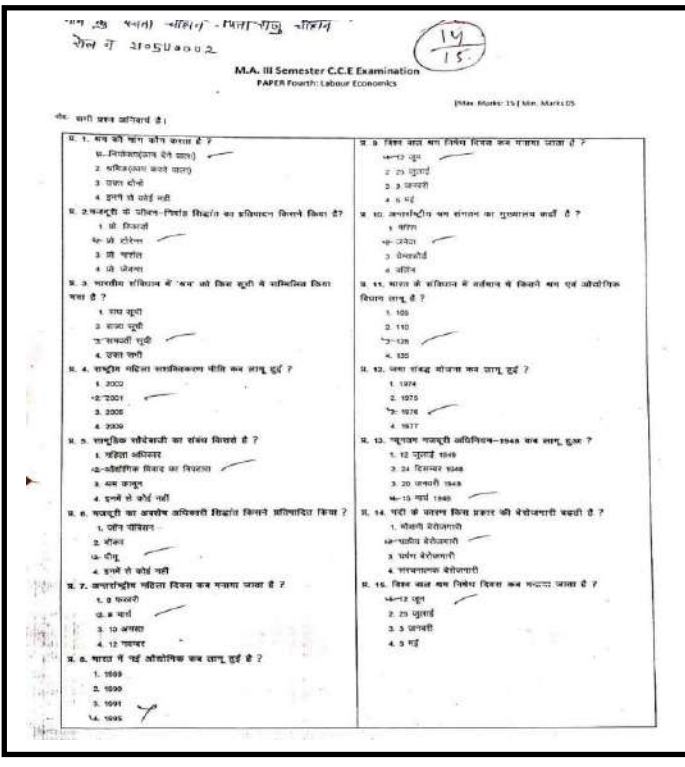 नाम कु चौहान - पिता राजु चौहान
रोल न 21050002
14
15
M.A. III Semester C.C.E Examination
PAPER Fourth: Labour Economics
[Max. Marks: 15 | Min. Marks 05
नोट- सभी प्रश्न अनिवार्य है।
प्र. 1. श्रम की मांग कौन करता है ?
1. नियोक्ता(काम देने वाला)
2. श्रमिक(काम करने वाला)
3. उक्त दोनों
4. इनमें से कोई नहीं
प्र. 2. मजदूरी के जीवन-निर्वाह सिद्धांत का प्रतिपादन किसने किया है?
1. प्रो. रिकार्डो
2. प्रो. टोरेन्स
3. प्रो. मार्शल
4. प्रो. जेवन्स
प्र. 3. भारतीय संविधान में 'श्रम' को किस सूची में सम्मिलित किया
गया है ?
1. संघ सूची
2. राज्य सूची
3. समवर्ती सूची
4. उक्त सभी
प्र. 4. राष्ट्रीय महिला सशक्तिकरण नीति कब लागू हुई ?
1. 2002
2. 2001
3. 2005
4. 2009
प्र. 5. सामूहिक सौदेबाजी का संबंध किससे है ?
1. महिला अधिकार
2. औद्योगिक विवाद का निपटारा
3. श्रम कानून
4. इनमें से कोई नहीं
प्र. 6. मजदूरी का अवशेष अधिकारी सिद्धांत किसने प्रतिपादित किया ?
1. जॉन
2. वॉकर
3. पीगू
4. इनमें से कोई नहीं
प्र. 7. अन्तर्राष्ट्रीय महिला दिवस कब मनाया जाता है ?
1. 8 फरवरी
2. 8 मार्च
3. 10 अगस्त
4. 12 नवम्बर
प्र. 8. भारत में नई औद्योगिक कब लागू हुई है ?
1. 1989
2. 1990
3. 1991
4. 1995
प्र. 9. विश्व बाल श्रम निषेध दिवस कब मनाया जाता है ?
1. 12 जून
2. 25 जुलाई
3. 3 जनवरी
4. 5 मई
प्र. 10. अन्तर्राष्ट्रीय श्रम संगठन का मुख्यालय कहाँ है ?
1. पेरिस
2. जनेवा
3.
4. बर्लिन
प्र. 11. भारत के संविधान में वर्तमान में कितने श्रम एवं औद्योगिक
विधान लागू है ?
1. 105
2. 110
3. 128
4. 135
प्र. 12. जमा संबद्ध योजना कब लागू हुई ?
1. 1974
2. 1975
3. 1976
4. 1977
प्र. 13. न्यूनतम मजदूरी अधिनियम-1948 कब लागू हुआ ?
1. 12 जुलाई 1948
2. 24 दिसम्बर 1948
3. 20 जनवरी 1948
4. 15 मार्च 1948
प्र. 14. मंदी के कारण किस प्रकार की बेरोजगारी बढ़ती है ?
1. मौसमी बेरोजगारी
2. चक्रीय बेरोजगारी
3. घर्षण बेरोजगारी
4. संरचनात्मक बेरोजगारी
प्र. 15. विश्व बाल श्रम निषेध दिवस कब मनाया जाता है ?
1. 12 जून
2. 25 जुलाई
3. 5 जनवरी
4. 5 मई